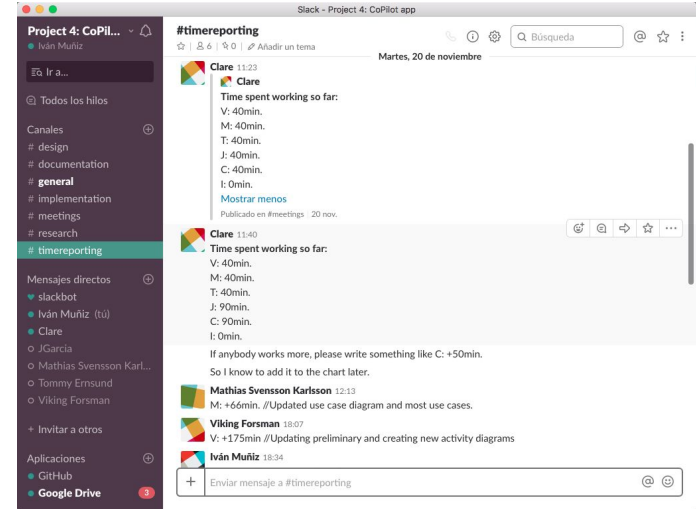 Slack - Project 4: CoPilot app
Project 4: CoPil...
Iván Muñiz
Ir a...
Todos los hilos
Canales
# design
# documentation
# general
# implementation
# meetings
# research
# timereporting
Mensajes directos
slackbot
Iván Muñiz (tú)
Clare
JGarcia
Mathias Svensson Karl...
Tommy Ernsund
Viking Forsman
+ Invitar a otros
Aplicaciones
GitHub
Google Drive 3
#timereporting
6 | 0 | Añadir un tema
Búsqueda
Martes, 20 de noviembre
Clare 11:23
Clare
Time spent working so far:
V: 40min.
M: 40min.
T: 40min.
J: 40min.
C: 40min.
I: 0min.
Mostrar menos
Publicado en #meetings | 20 nov.
Clare 11:40
Time spent working so far:
V: 40min.
M: 40min.
T: 40min.
J: 90min.
C: 90min.
I: 0min.
If anybody works more, please write something like C: +50min.
So I know to add it to the chart later.
Mathias Svensson Karlsson 12:13
M: +66min. //Updated use case diagram and most use cases.
Viking Forsman 18:07
V: +175min //Updating preliminary and creating new activity diagrams
Iván Muñiz 18:34
Enviar mensaje a #timereporting